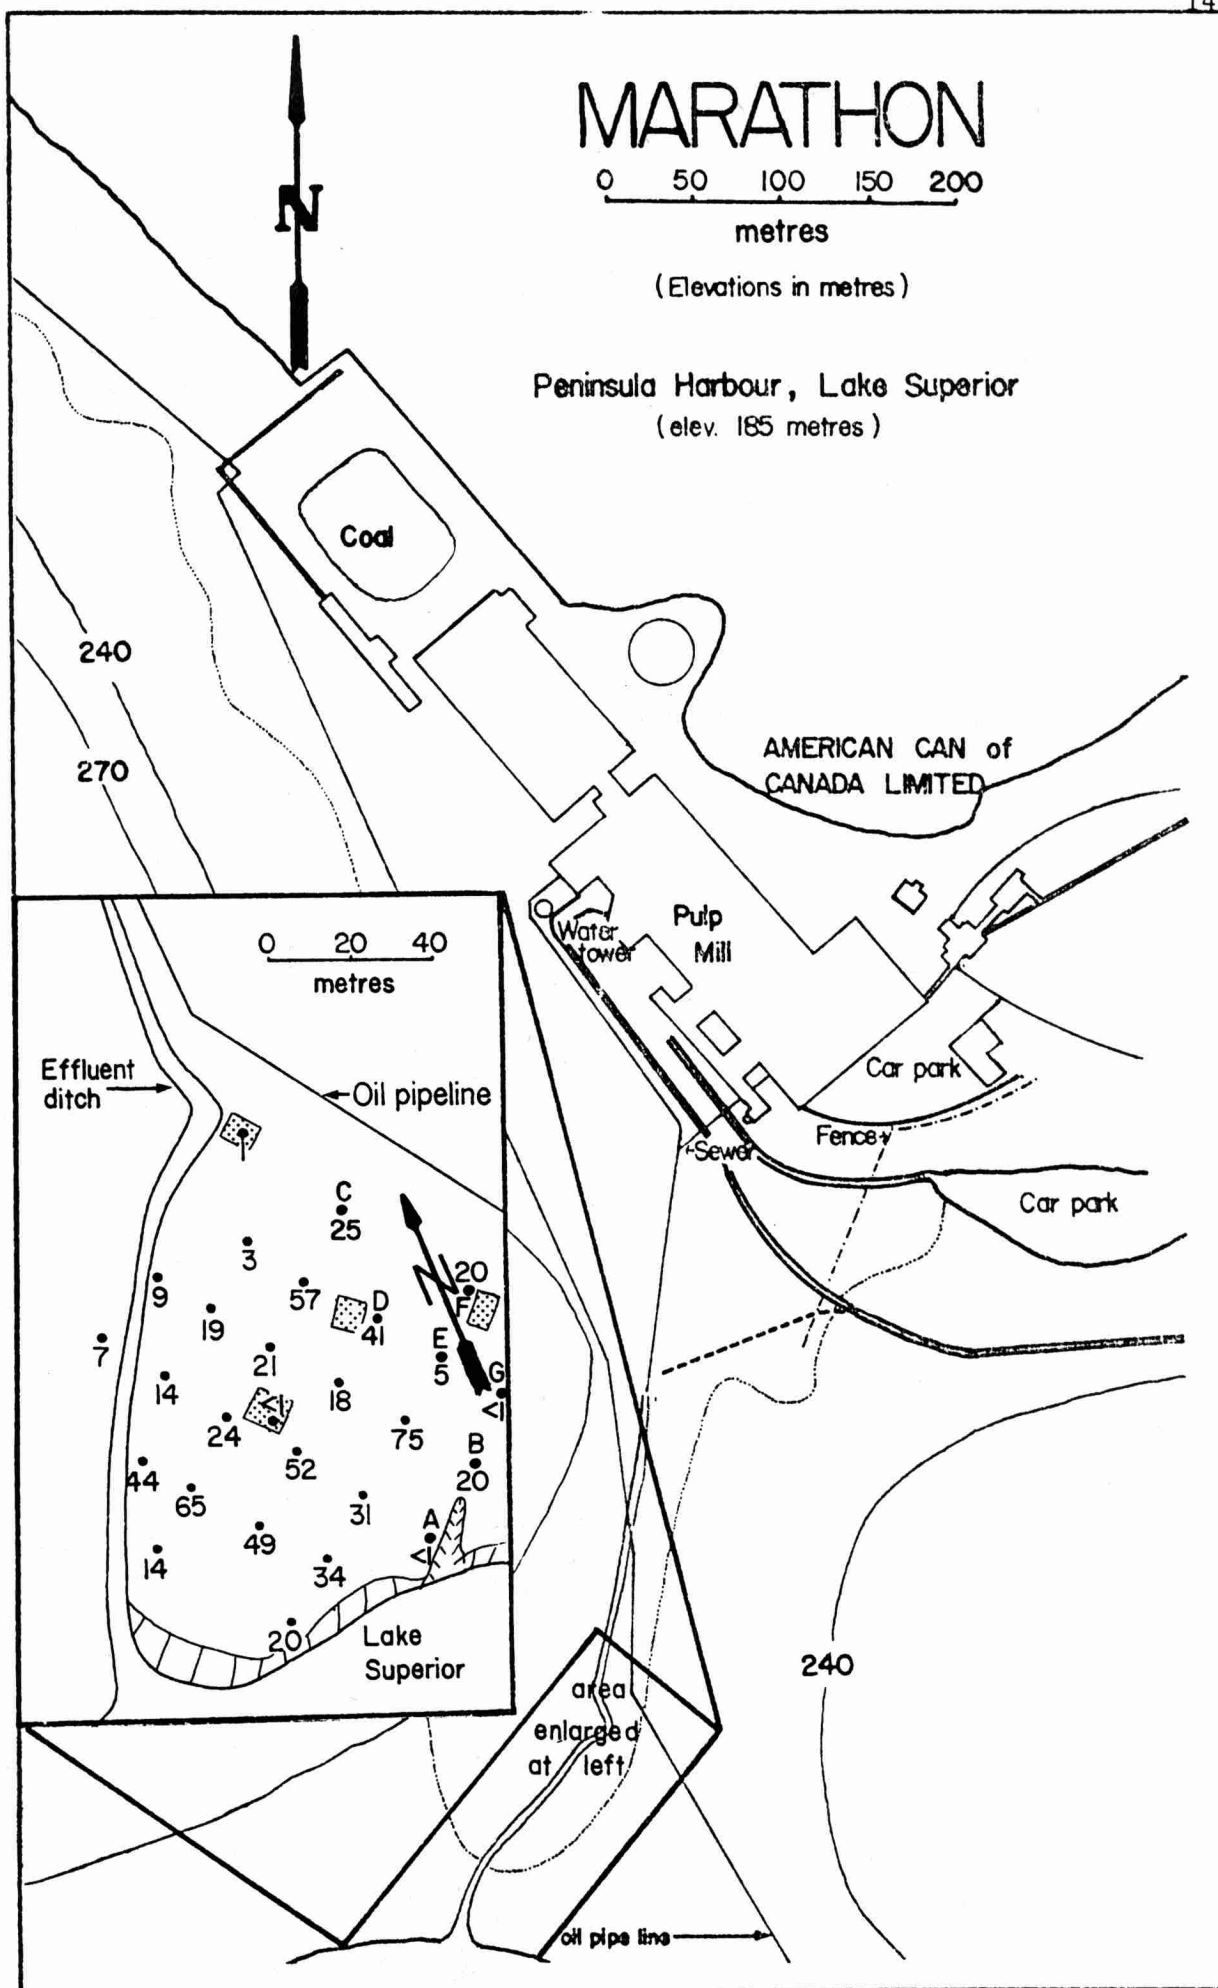 14
MARATHON
0 50 100 150 200
metres
(Elevations in metres)
N
Peninsula Harbour, Lake Superior
(elev. 185 metres)
Coal
240
270
AMERICAN CAN of
CANADA LIMITED
Pulp
Mill
Water
tower
Car park
Fence
Sewer
Car park
0 20 40
metres
Effluent
ditch
Oil pipeline
1
C
25
3
N
20
F
9
57
D
19
41
7
E
21
5
G
14
18
<1
<1
24
75
B
52
20
44
65
31
A
49
<1
14
34
20
Lake
Superior
240
area
enlarged
at left
oil pipe line